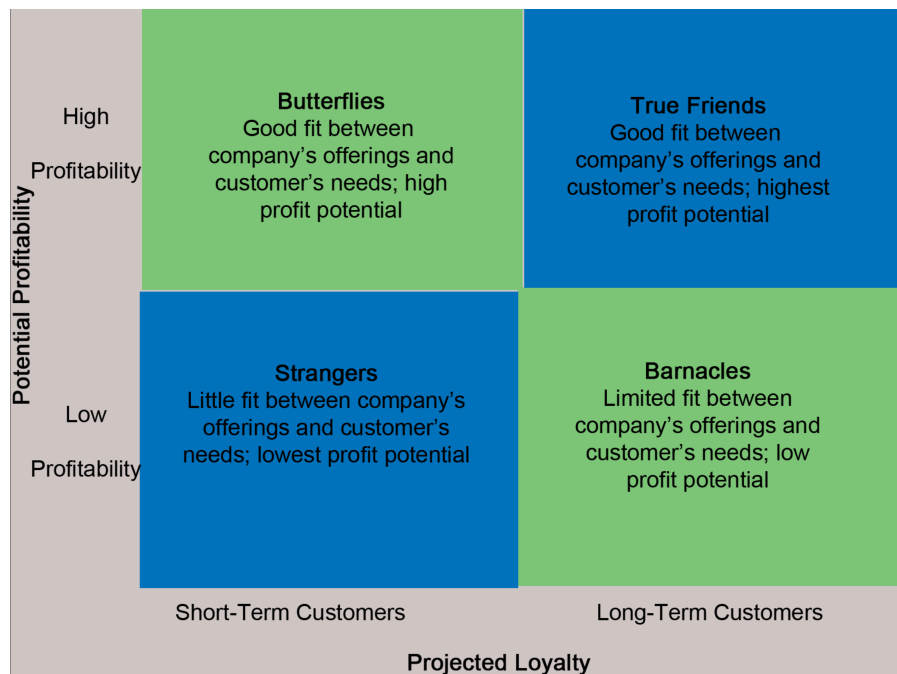 Potential Profitability
High
Profitability
Butterflies
Good fit between
company's offerings and
customer's needs; high
profit potential
True Friends
Good fit between
company's offerings and
customer's needs; highest
profit potential
Low
Profitability
Strangers
Little fit between company's
offerings and customer's
needs; lowest profit potential
Barnacles
Limited fit between
company's offerings and
customer's needs; low
profit potential
Short-Term Customers
Long-Term Customers
Projected Loyalty